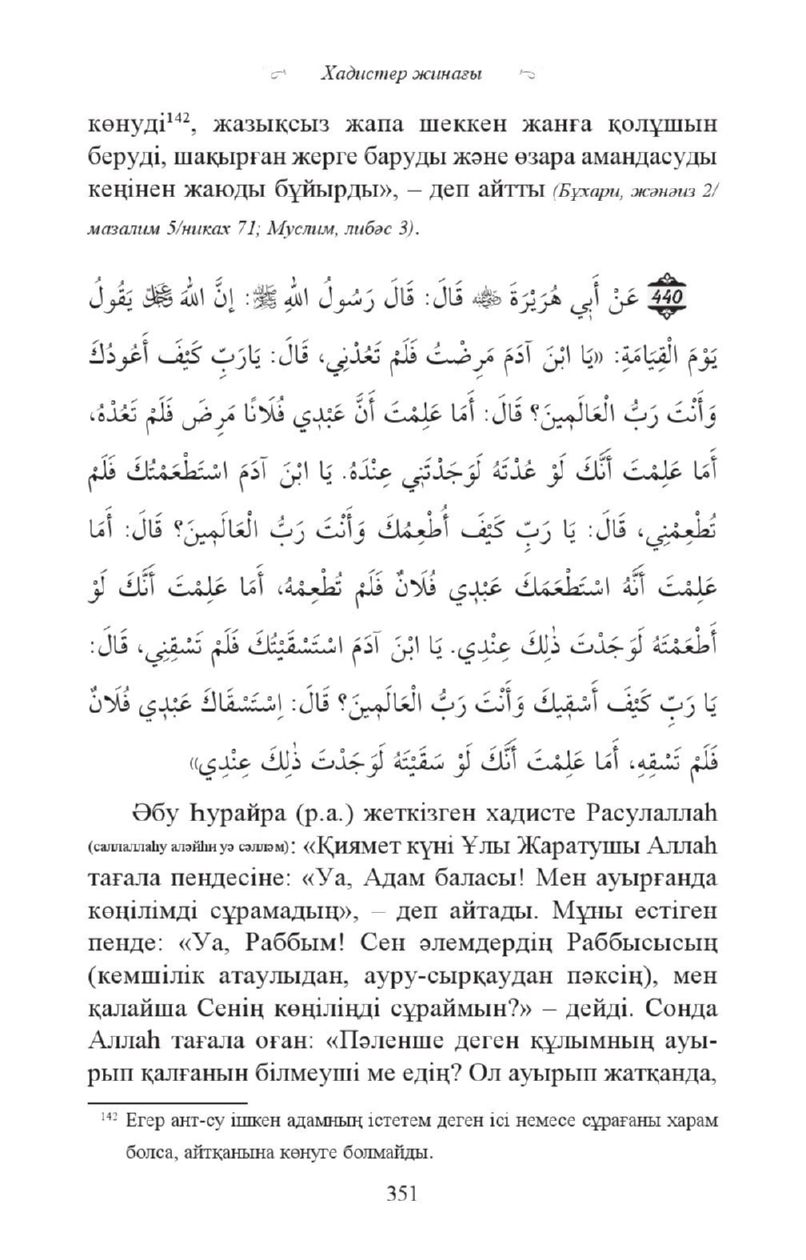 Хадистер жинағы
көнуді¹⁴², жазықсыз жапа шеккен жанға қолұшын
беруді, шақырған жерге баруды және өзара амандасуды
кеңінен жаюды бұйырды», – деп айтты (Бұхари, жәнәиз 2/
мазалим 5/никах 71; Муслим, либәс 3).
440 عَنْ أَبِي هُرَيْرَةَ ﷺ قَالَ: قَالَ رَسُولُ اللهِ ﷺ: إِنَّ اللهَ ﷻ يَقُولُ
يَوْمَ الْقِيَامَةِ: «يَا ابْنَ آدَمَ مَرِضْتُ فَلَمْ تَعُدْنِي، قَالَ: يَارَبِّ كَيْفَ أَعُودُكَ
وَأَنْتَ رَبُّ الْعَالَمِينَ؟ قَالَ: أَمَا عَلِمْتَ أَنَّ عَبْدِي فُلَانًا مَرِضَ فَلَمْ تَعُدْهُ،
أَمَا عَلِمْتَ أَنَّكَ لَوْ عُدْتَهُ لَوَجَدْتَنِي عِنْدَهُ. يَا ابْنَ آدَمَ اسْتَطْعَمْتُكَ فَلَمْ
تُطْعِمْنِي، قَالَ: يَا رَبِّ كَيْفَ أُطْعِمُكَ وَأَنْتَ رَبُّ الْعَالَمِينَ؟ قَالَ: أَمَا
عَلِمْتَ أَنَّهُ اسْتَطْعَمَكَ عَبْدِي فُلَانٌ فَلَمْ تُطْعِمْهُ، أَمَا عَلِمْتَ أَنَّكَ لَوْ
أَطْعَمْتَهُ لَوَجَدْتَ ذٰلِكَ عِنْدِي. يَا ابْنَ آدَمَ اسْتَسْقَيْتُكَ فَلَمْ تَسْقِنِي، قَالَ:
يَا رَبِّ كَيْفَ أَسْقِيكَ وَأَنْتَ رَبُّ الْعَالَمِينَ؟ قَالَ: اِسْتَسْقَاكَ عَبْدِي فُلَانٌ
فَلَمْ تَسْقِهِ، أَمَا عَلِمْتَ أَنَّكَ لَوْ سَقَيْتَهُ لَوَجَدْتَ ذٰلِكَ عِنْدِي»
Әбу Һурайра (р.а.) жеткізген хадисте Расулаллаһ
(саллаллаһу аләйһи уә сәлләм): «Қиямет күні Ұлы Жаратушы Аллаһ
тағала пендесіне: «Уа, Адам баласы! Мен ауырғанда
көңілімді сұрамадың», – деп айтады. Мұны естіген
пенде: «Уа, Раббым! Сен әлемдердің Раббысысың
(кемшілік атаулыдан, ауру-сырқаудан пәксің), мен
қалайша Сенің көңіліңді сұраймын?» – дейді. Сонда
Аллаһ тағала оған: «Пәленше деген құлымның ауы-
рып қалғанын білмеуші ме едің? Ол ауырып жатқанда,
¹⁴² Егер ант-су ішкен адамның істетем деген ісі немесе сұрағаны харам
болса, айтқанына көнуге болмайды.
351